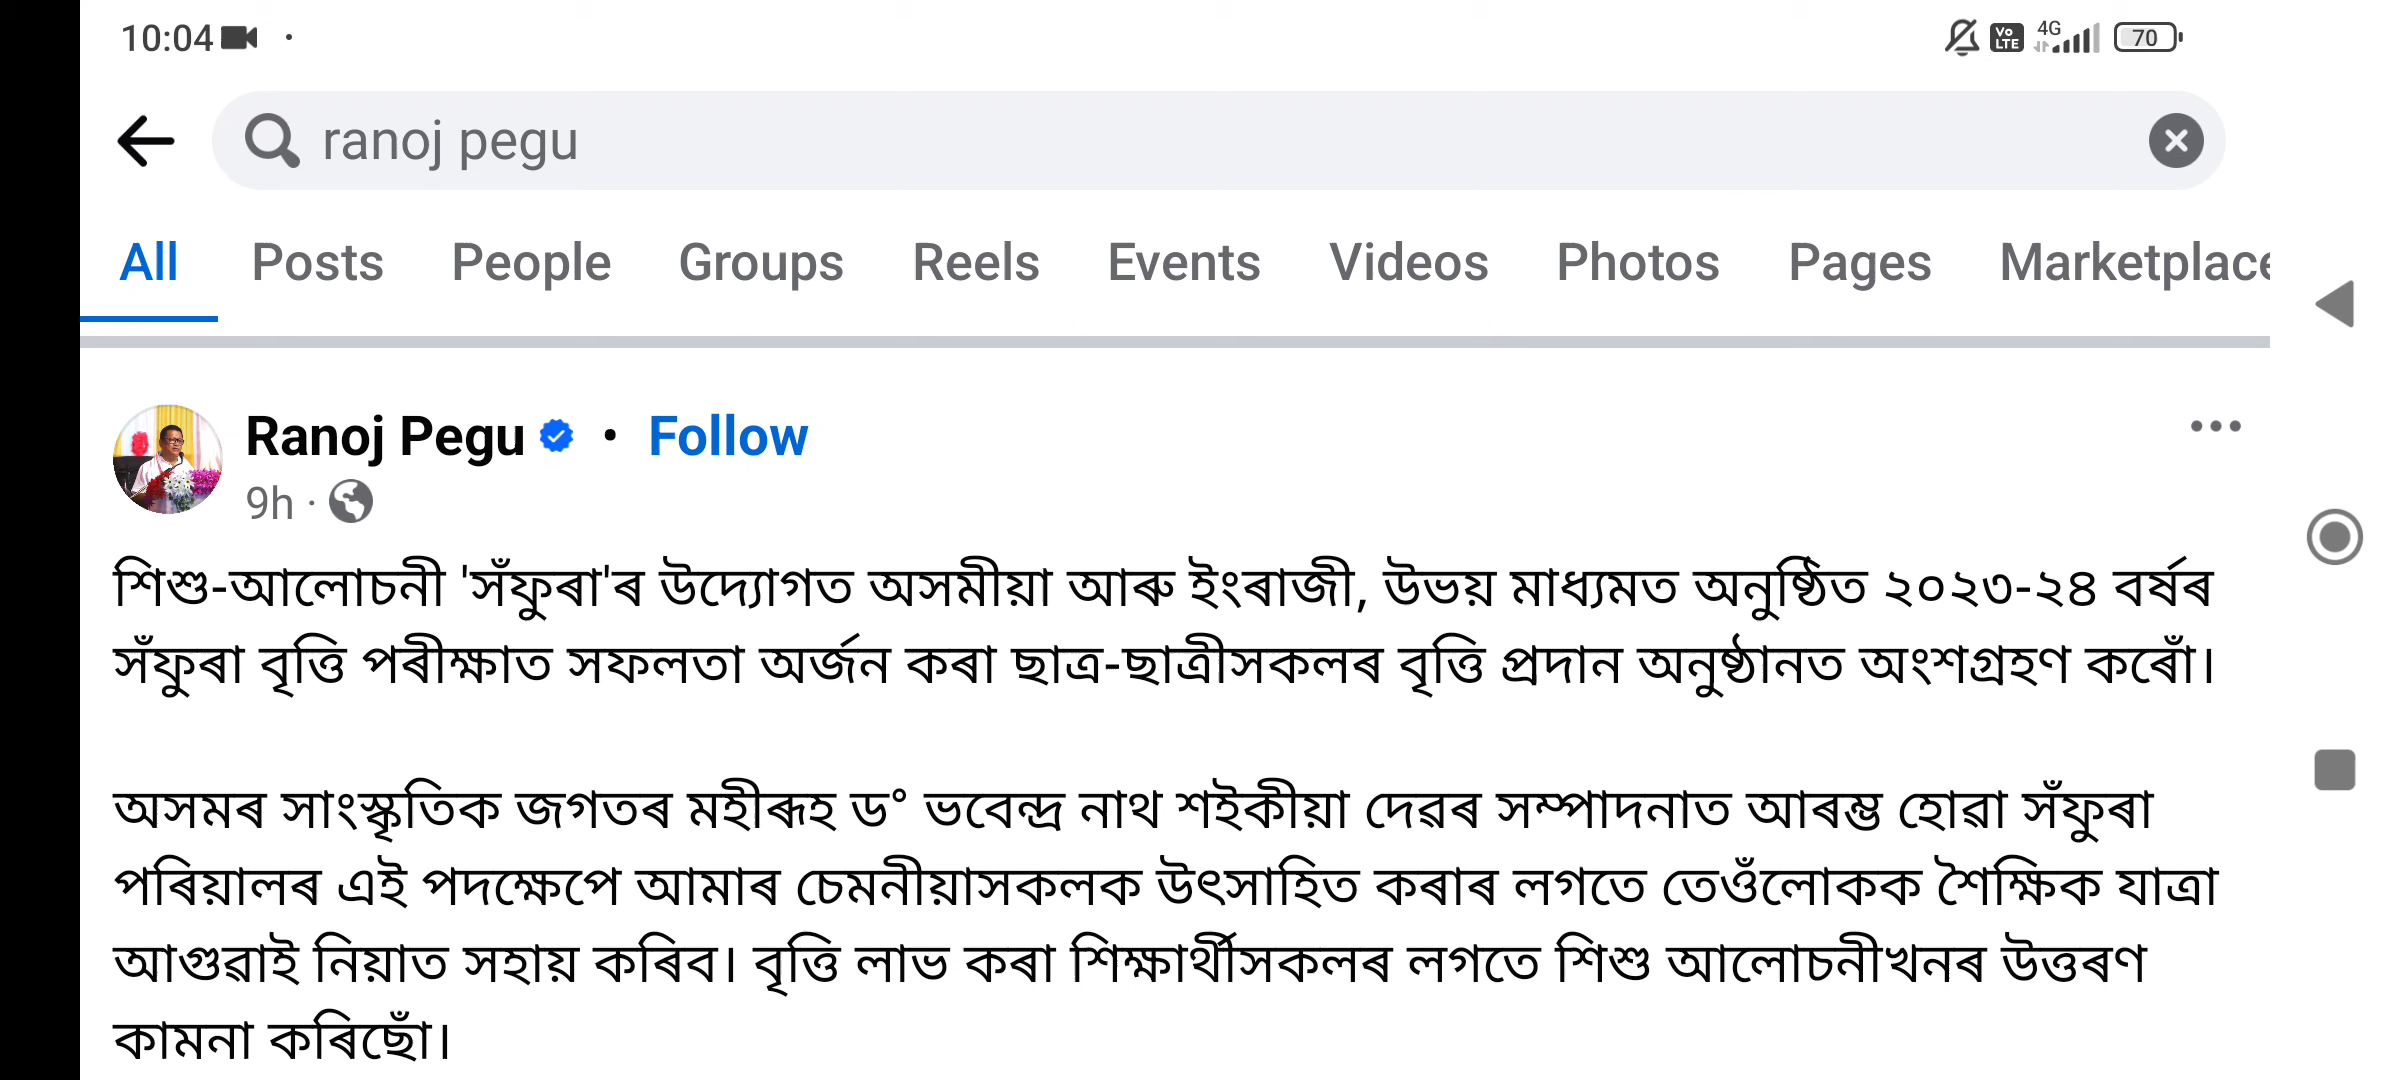 10:04
Vo LTE 4G 70
ranoj pegu
All Posts People Groups Reels Events Videos Photos Pages Marketplace
Ranoj Pegu · Follow
9h ·
শিশু-আলোচনী 'সঁফুৰা'ৰ উদ্যোগত অসমীয়া আৰু ইংৰাজী, উভয় মাধ্যমত অনুষ্ঠিত ২০২৩-২৪ বৰ্ষৰ
সঁফুৰা বৃত্তি পৰীক্ষাত সফলতা অৰ্জন কৰা ছাত্ৰ-ছাত্ৰীসকলৰ বৃত্তি প্ৰদান অনুষ্ঠানত অংশগ্ৰহণ কৰোঁ।
অসমৰ সাংস্কৃতিক জগতৰ মহীৰূহ ড° ভবেন্দ্ৰ নাথ শইকীয়া দেৱৰ সম্পাদনাত আৰম্ভ হোৱা সঁফুৰা
পৰিয়ালৰ এই পদক্ষেপে আমাৰ চেমনীয়াসকলক উৎসাহিত কৰাৰ লগতে তেওঁলোকক শৈক্ষিক যাত্ৰা
আগুৱাই নিয়াত সহায় কৰিব। বৃত্তি লাভ কৰা শিক্ষাৰ্থীসকলৰ লগতে শিশু আলোচনীখনৰ উত্তৰণ
কামনা কৰিছোঁ।